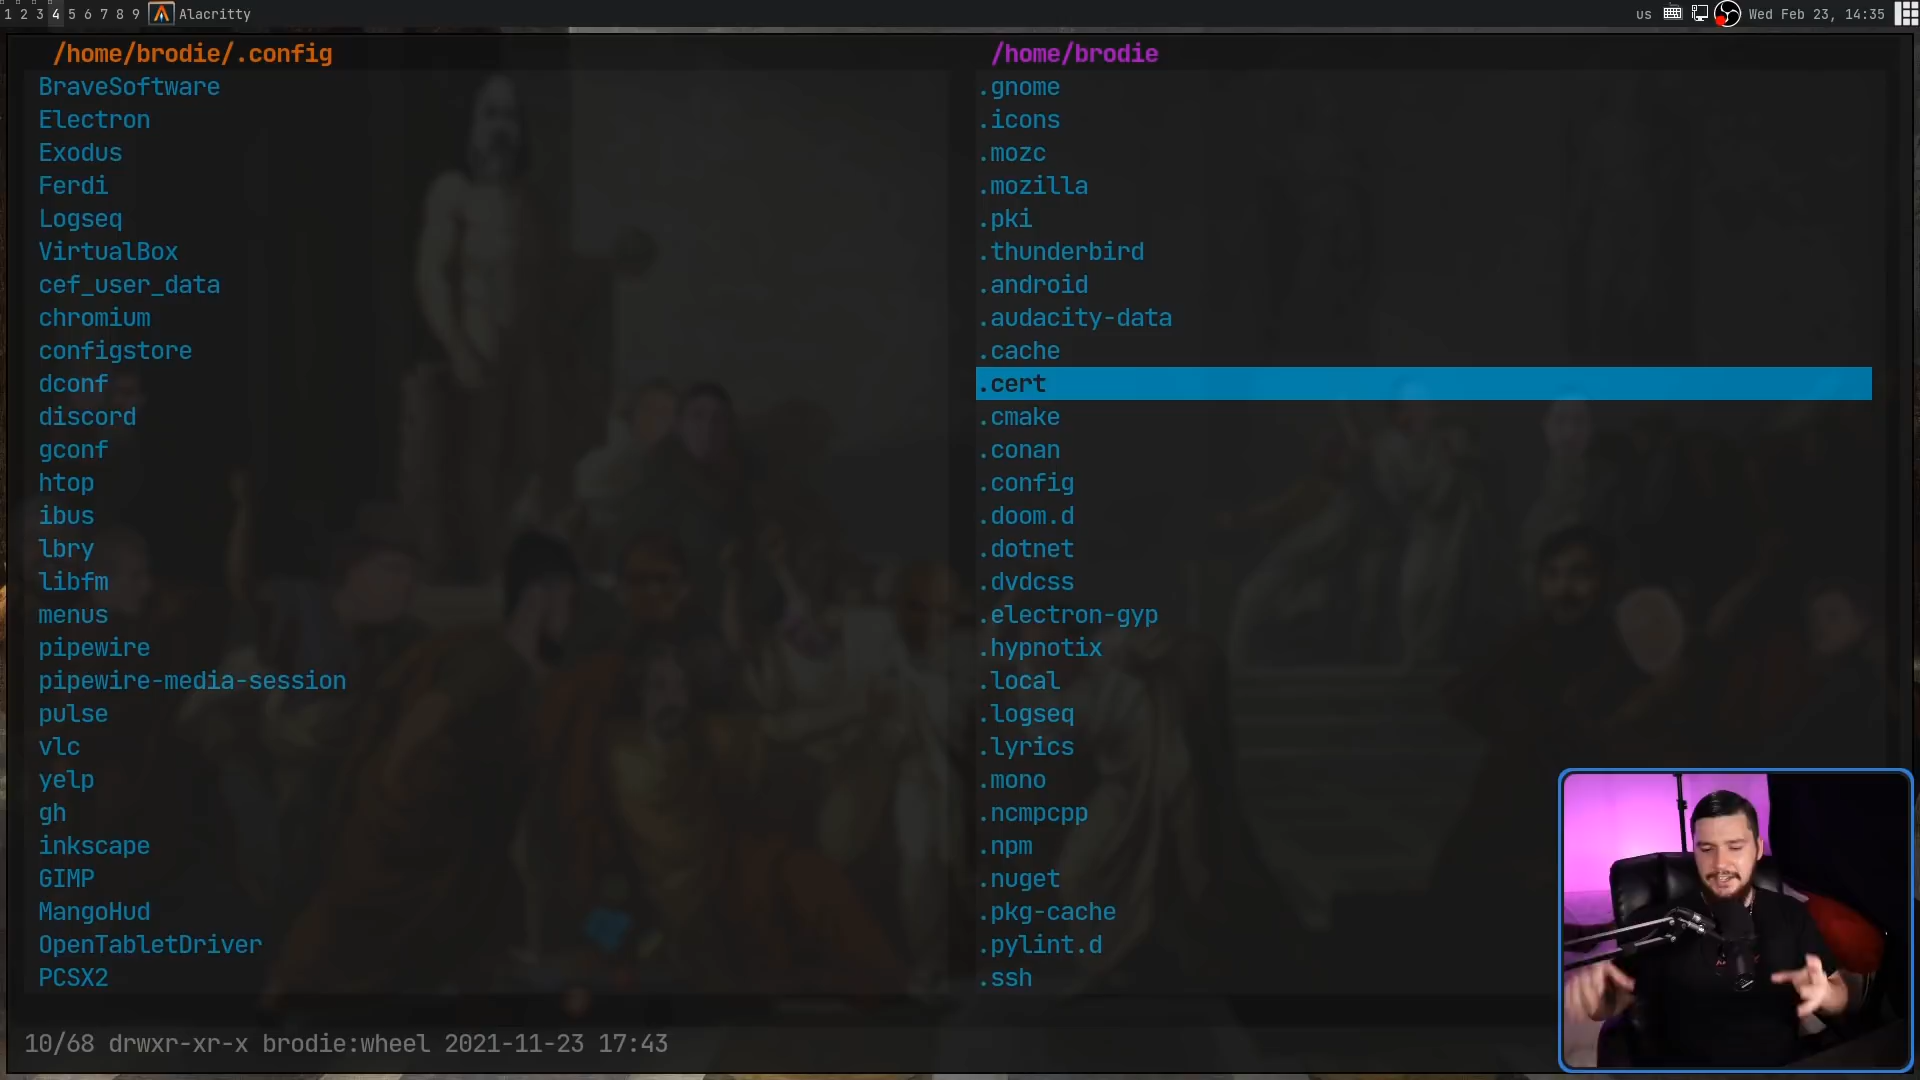 1 2 3 4 5 6 7 8 9 Alacritty
us Wed Feb 23, 14:35
/home/brodie/.config
BraveSoftware
Electron
Exodus
Ferdi
Logseq
VirtualBox
cef_user_data
chromium
configstore
dconf
discord
gconf
htop
ibus
lbry
libfm
menus
pipewire
pipewire-media-session
pulse
vlc
yelp
gh
inkscape
GIMP
MangoHud
OpenTabletDriver
PCSX2
/home/brodie
.gnome
.icons
.mozc
.mozilla
.pki
.thunderbird
.android
.audacity-data
.cache
.cert
.cmake
.conan
.config
.doom.d
.dotnet
.dvdcss
.electron-gyp
.hypnotix
.local
.logseq
.lyrics
.mono
.ncmpcpp
.npm
.nuget
.pkg-cache
.pylint.d
.ssh
10/68 drwxr-xr-x brodie:wheel 2021-11-23 17:43